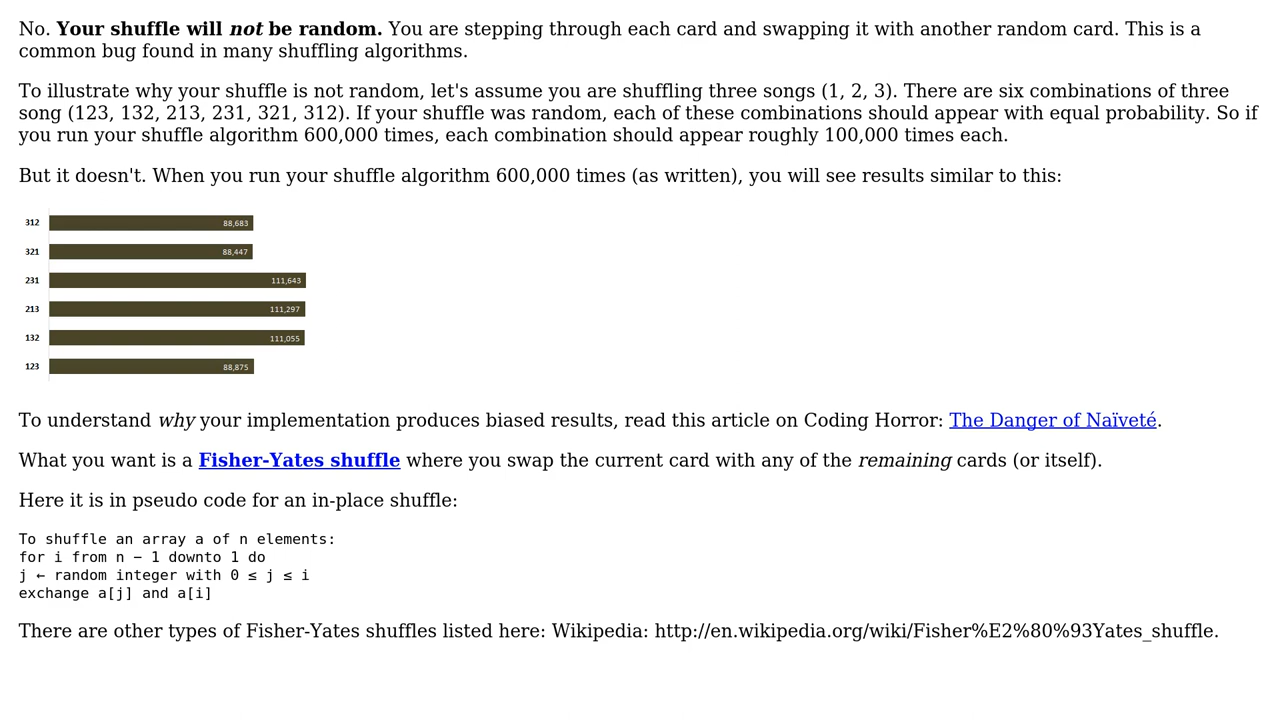 No. Your shuffle will not be random. You are stepping through each card and swapping it with another random card. This is a
common bug found in many shuffling algorithms.
To illustrate why your shuffle is not random, let's assume you are shuffling three songs (1, 2, 3). There are six combinations of three
song (123, 132, 213, 231, 321, 312). If your shuffle was random, each of these combinations should appear with equal probability. So if
you run your shuffle algorithm 600,000 times, each combination should appear roughly 100,000 times each.
But it doesn't. When you run your shuffle algorithm 600,000 times (as written), you will see results similar to this:
312 88,683
321 88,447
231 111,643
213 111,297
132 111,055
123 88,875
To understand why your implementation produces biased results, read this article on Coding Horror: The Danger of Naïveté.
What you want is a Fisher-Yates shuffle where you swap the current card with any of the remaining cards (or itself).
Here it is in pseudo code for an in-place shuffle:
To shuffle an array a of n elements:
for i from n − 1 downto 1 do
j ← random integer with 0 ≤ j ≤ i
exchange a[j] and a[i]
There are other types of Fisher-Yates shuffles listed here: Wikipedia: http://en.wikipedia.org/wiki/Fisher%E2%80%93Yates_shuffle.